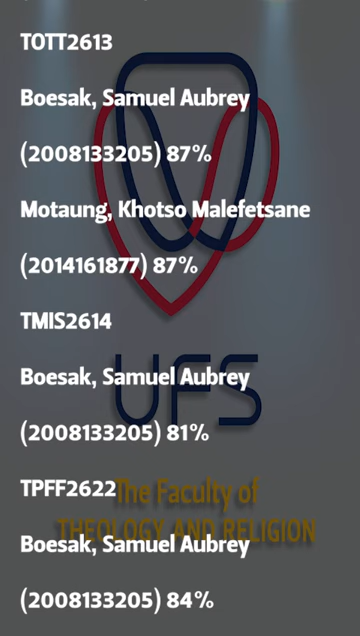 TOTT2613
Boesak, Samuel Aubrey
(2008133205) 87%
Motaung, Khotso Malefetsane
(2014161877) 87%
TMIS2614
Boesak, Samuel Aubrey
(2008133205) 81%
UFS
TPFF2622
The Faculty of
THEOLOGY AND RELIGION
Boesak, Samuel Aubrey
(2008133205) 84%